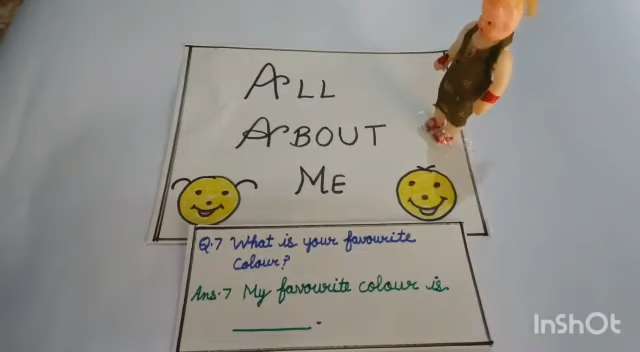 ALL
ABOUT
ME
Q.7 What is your favourite
colour?
Ans.7 My favourite colour is
________.
InShOt